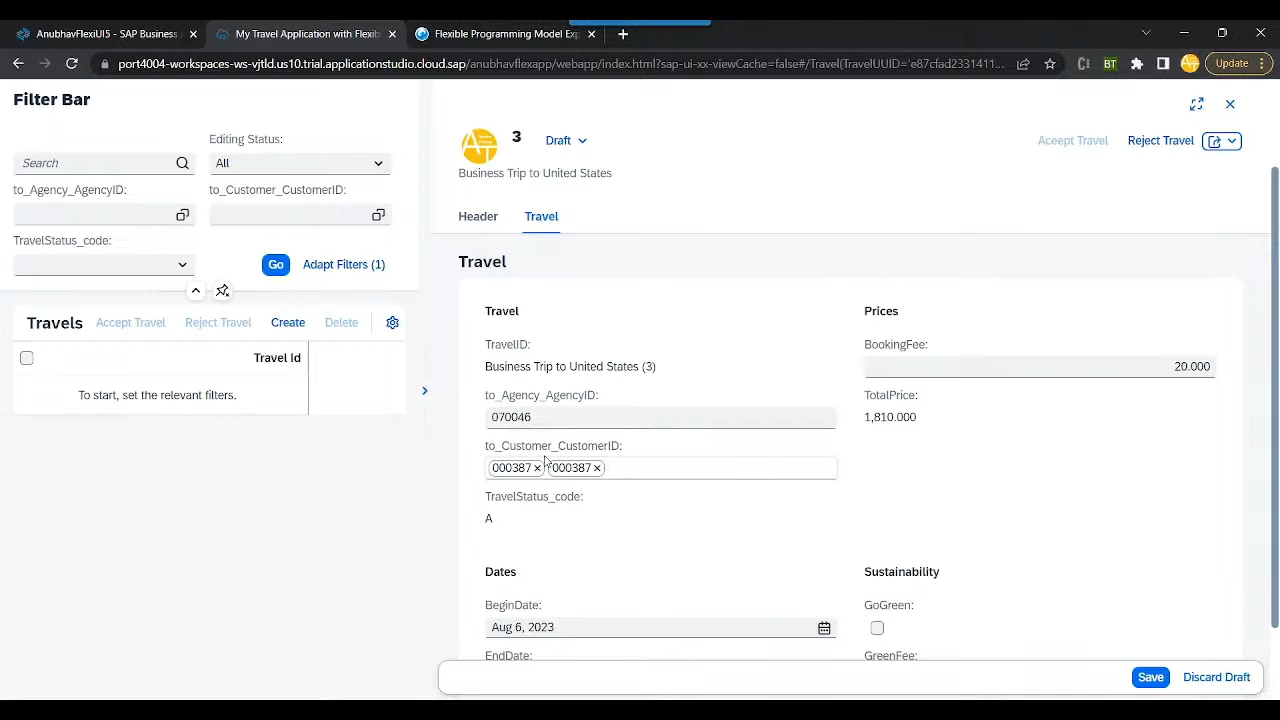 AnubhavFlexiUI5 - SAP Business
My Travel Application with Flexib
Flexible Programming Model Exp
port4004-workspaces-ws-vjtld.us10.trial.applicationstudio.cloud.sap/anubhavflexapp/webapp/index.html?sap-ui-xx-viewCache=false#/Travel(TravelUUID='e87cfad2331411...
BT
Update
Filter Bar
Editing Status:
Search
All
to_Agency_AgencyID:
to_Customer_CustomerID:
TravelStatus_code:
Go
Adapt Filters (1)
Travels
Accept Travel
Reject Travel
Create
Delete
Travel Id
To start, set the relevant filters.
AT
3
Draft
Aceept Travel
Reject Travel
Business Trip to United States
Header
Travel
Travel
Travel
TravelID:
Business Trip to United States (3)
to_Agency_AgencyID:
070046
to_Customer_CustomerID:
000387
000387
TravelStatus_code:
A
Prices
BookingFee:
20.000
TotalPrice:
1,810.000
Dates
BeginDate:
Aug 6, 2023
EndDate:
Sustainability
GoGreen:
GreenFee:
Save
Discard Draft